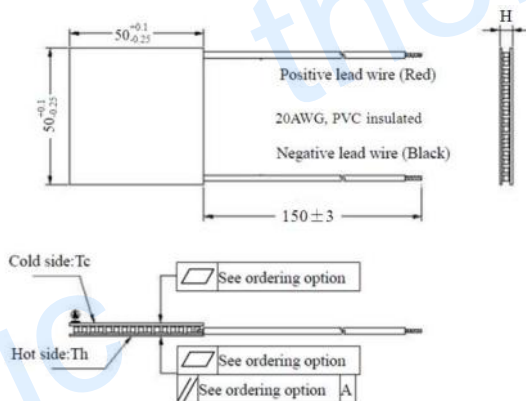 50+0.1-0.25
H
50+0.1-0.25
Positive lead wire (Red)
20AWG, PVC insulated
Negative lead wire (Black)
150±3
Cold side:Tc
See ordering option
Hot side:Th
See ordering option
See ordering option A